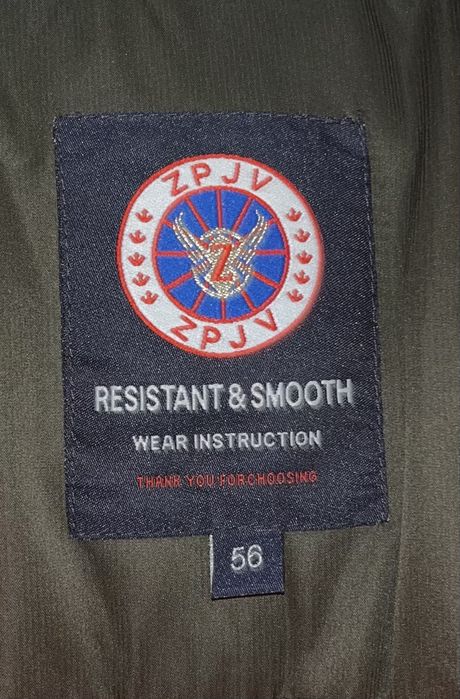 ZPJV
Z
ZPJV
RESISTANT & SMOOTH
WEAR INSTRUCTION
THANK YOU FORCHOOSING
56